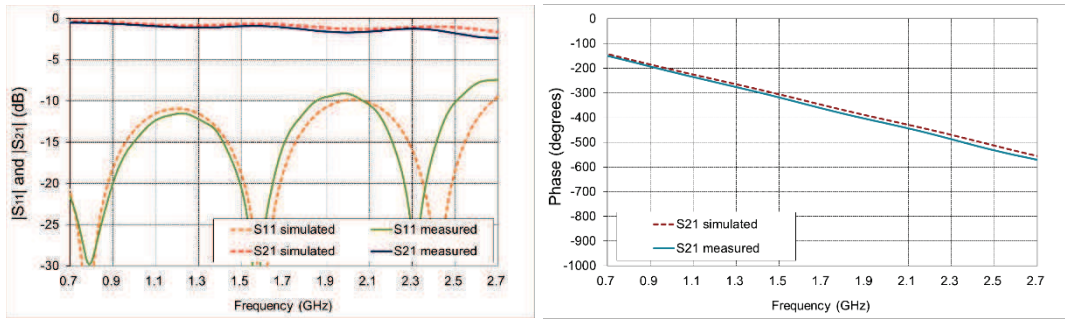 0
-5
-10
-15
-20
-25
-30
|S11| and |S21| (dB)
S11 simulated
S11 measured
S21 simulated
S21 measured
0.7 0.9 1.1 1.3 1.5 1.7 1.9 2.1 2.3 2.5 2.7
Frequency (GHz)
0
-100
-200
-300
-400
-500
-600
-700
-800
-900
-1000
Phase (degrees)
S21 simulated
S21 measured
0.7 0.9 1.1 1.3 1.5 1.7 1.9 2.1 2.3 2.5 2.7
Frequency (GHz)